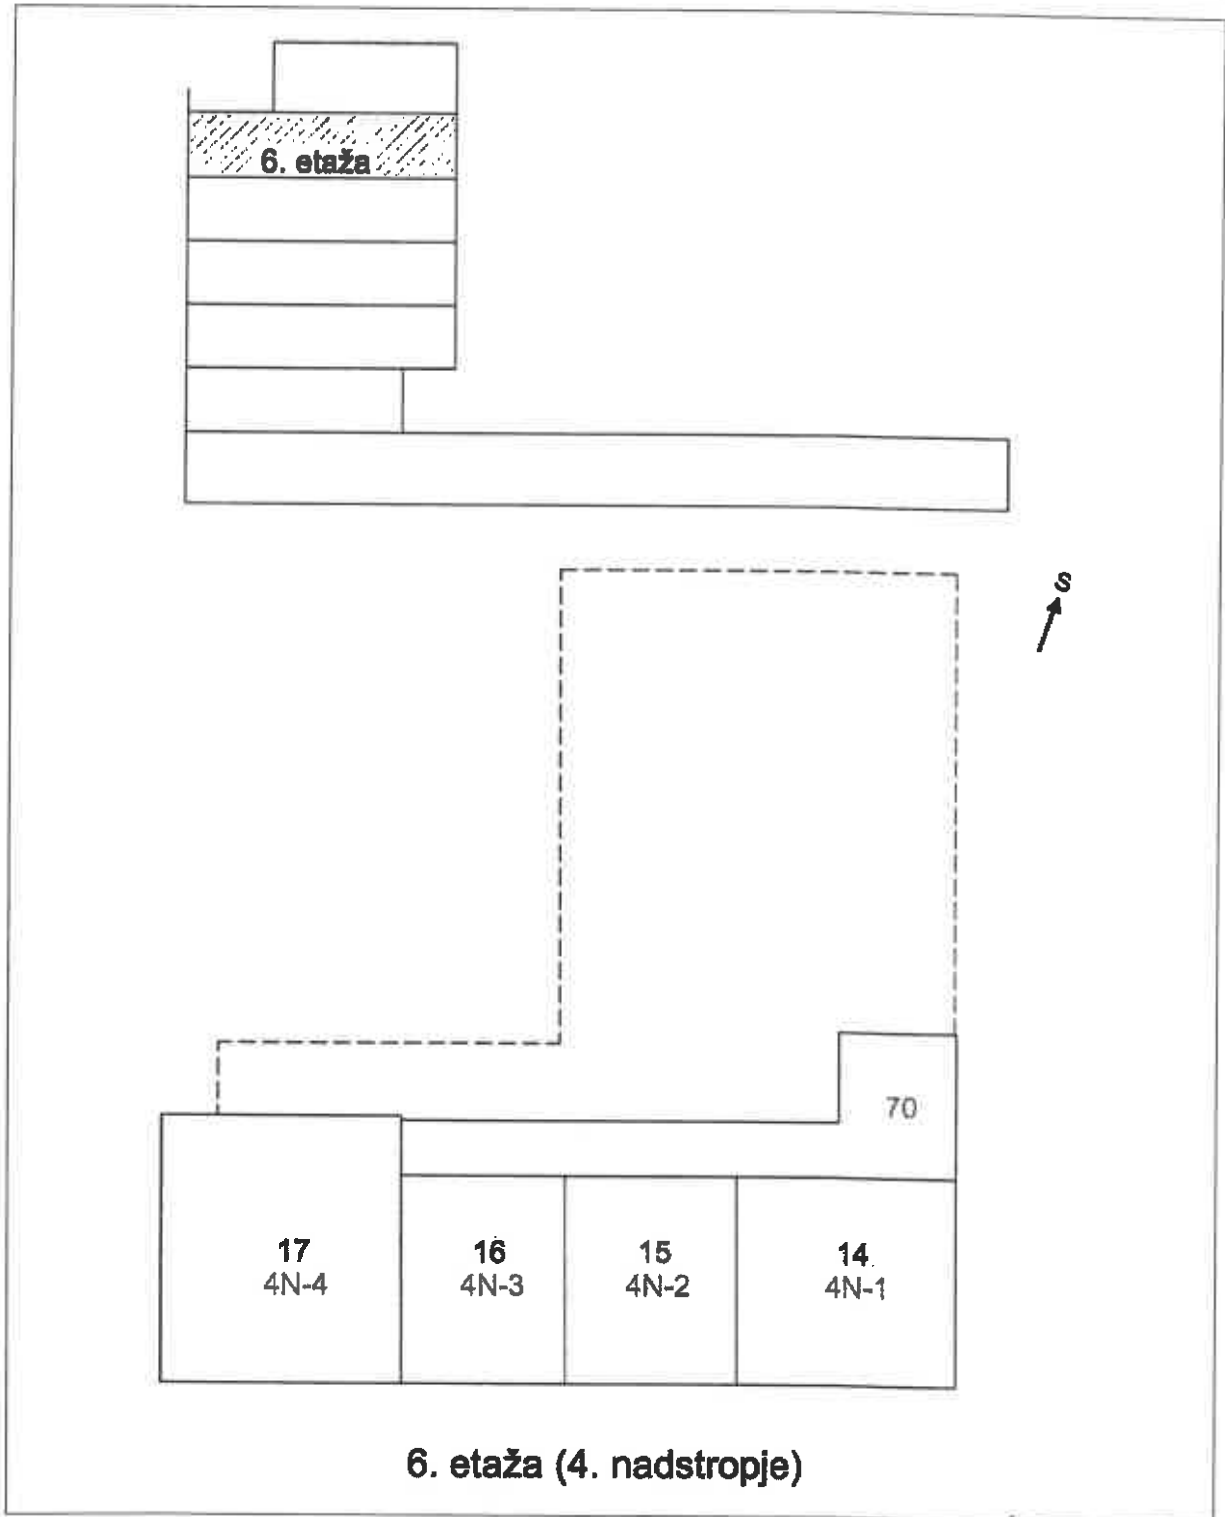 6. etaža
S
70
17
4N-4
16
4N-3
15
4N-2
14
4N-1
6. etaža (4. nadstropje)